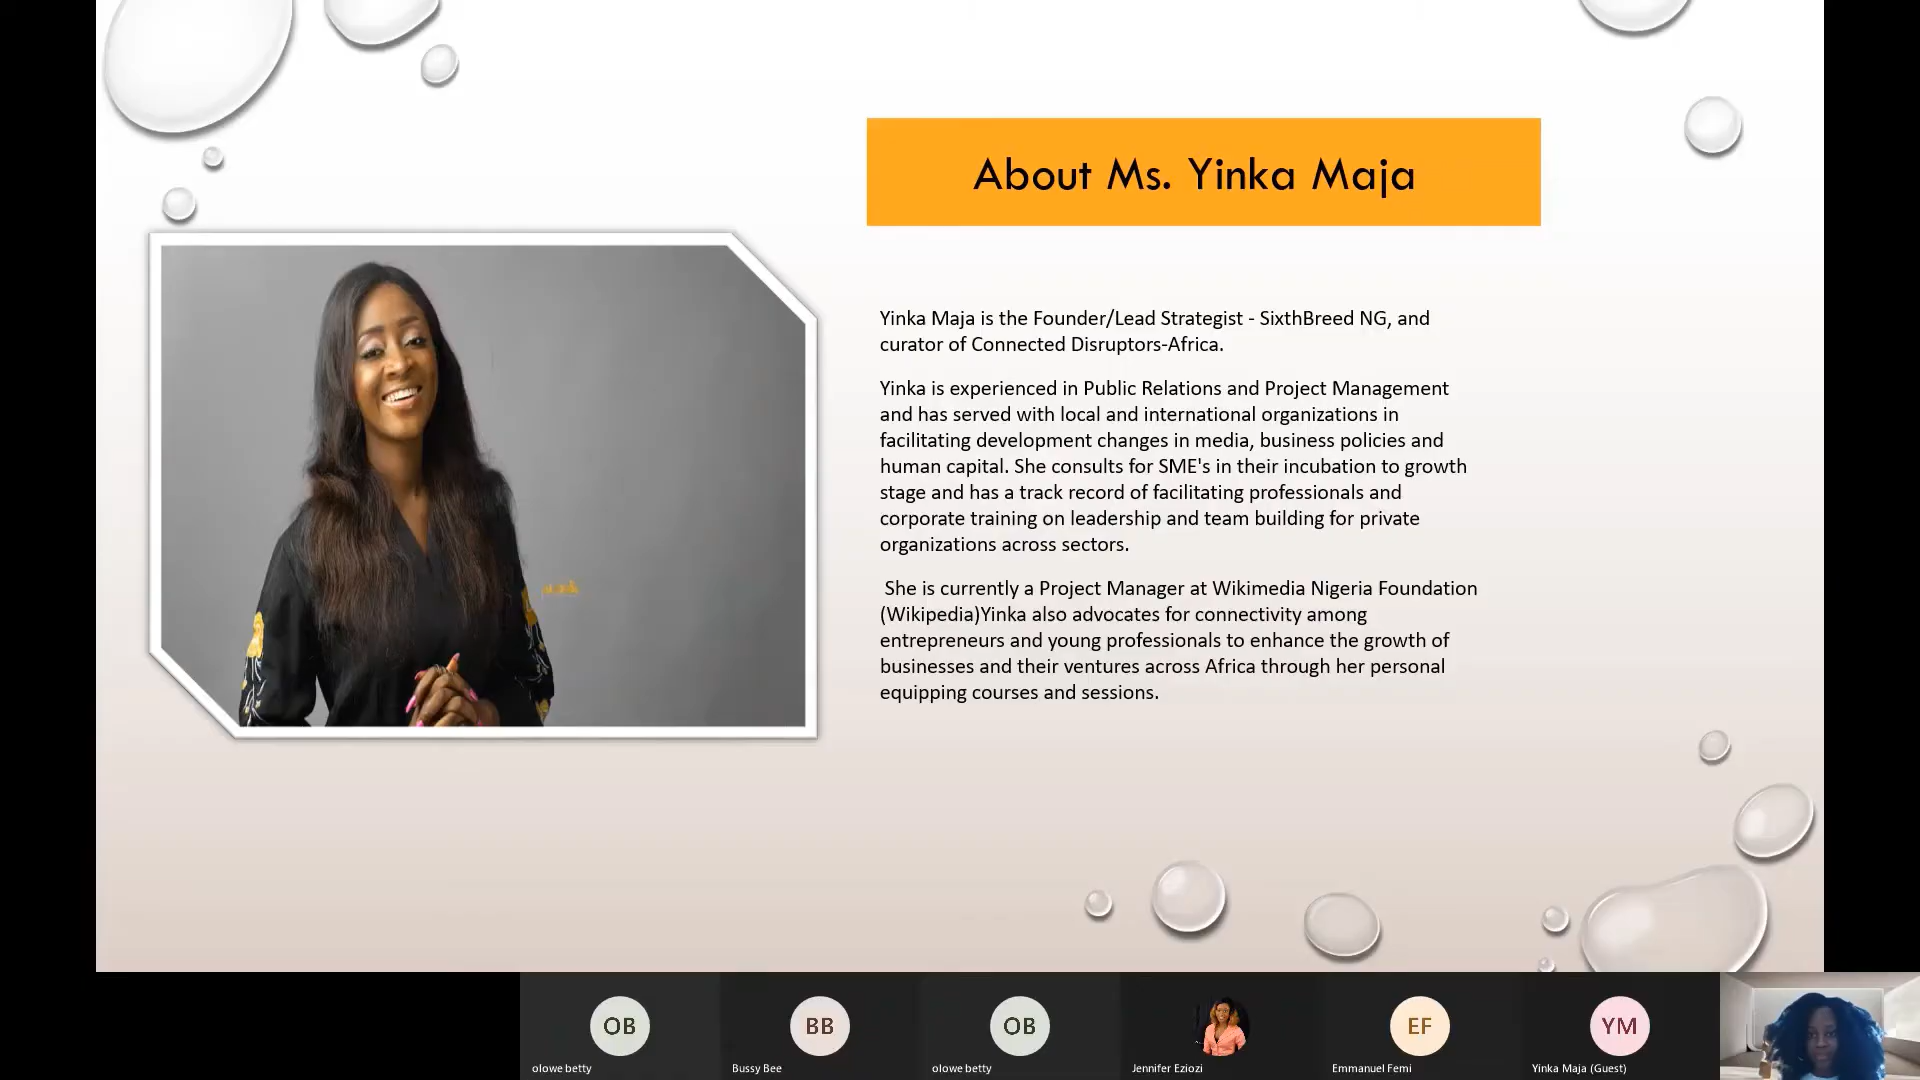 About Ms. Yinka Maja
Yinka Maja is the Founder/Lead Strategist - SixthBreed NG, and
curator of Connected Disruptors-Africa.
Yinka is experienced in Public Relations and Project Management
and has served with local and international organizations in
facilitating development changes in media, business policies and
human capital. She consults for SME's in their incubation to growth
stage and has a track record of facilitating professionals and
corporate training on leadership and team building for private
organizations across sectors.
She is currently a Project Manager at Wikimedia Nigeria Foundation
(Wikipedia)Yinka also advocates for connectivity among
entrepreneurs and young professionals to enhance the growth of
businesses and their ventures across Africa through her personal
equipping courses and sessions.
OB
BB
OB
EF
YM
olowe betty
Bussy Bee
olowe betty
Jennifer Eziozi
Emmanuel Femi
Yinka Maja (Guest)